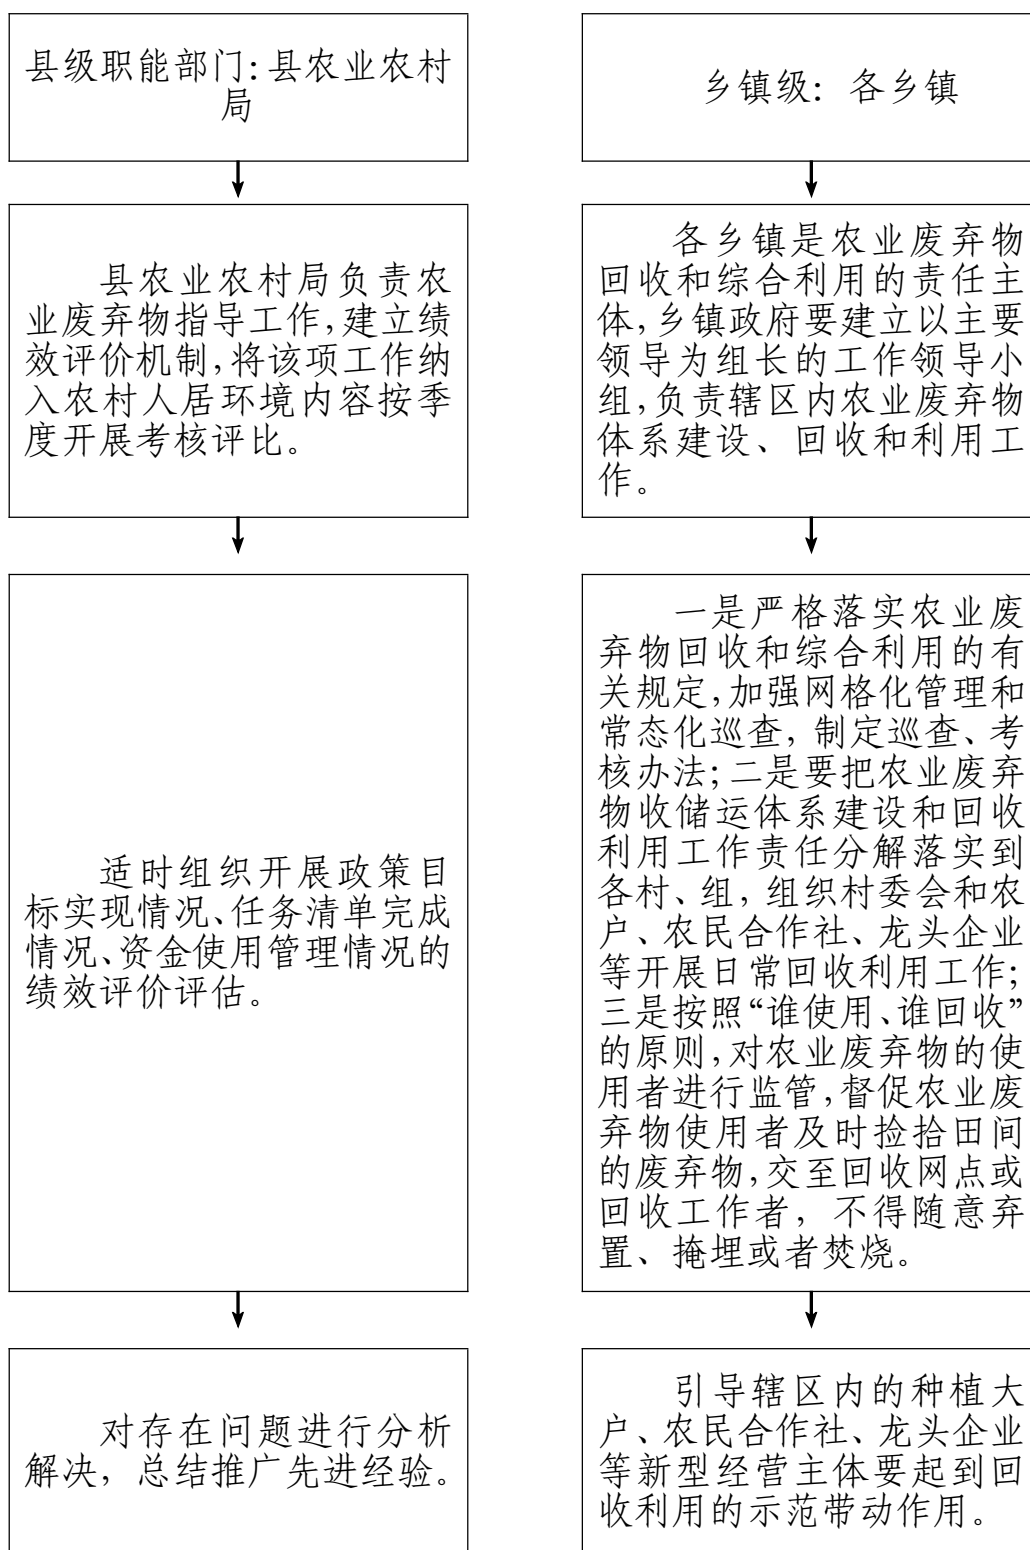 县级职能部门：县农业农村
局
县农业农村局负责农
业废弃物指导工作，建立绩
效评价机制，将该项工作纳
入农村人居环境内容按季
度开展考核评比。
适时组织开展政策目
标实现情况、任务清单完成
情况、资金使用管理情况的
绩效评价评估。
对存在问题进行分析
解决，总结推广先进经验。
乡镇级：各乡镇
各乡镇是农业废弃物
回收和综合利用的责任主
体，乡镇政府要建立以主要
领导为组长的工作领导小
组，负责辖区内农业废弃物
体系建设、回收和利用工
作。
一是严格落实农业废
弃物回收和综合利用的有
关规定，加强网格化管理和
常态化巡查，制定巡查、考
核办法；二是要把农业废弃
物收储运体系建设和回收
利用工作责任分解落实到
各村、组，组织村委会和农
户、农民合作社、龙头企业
等开展日常回收利用工作；
三是按照“谁使用、谁回收”
的原则，对农业废弃物的使
用者进行监管，督促农业废
弃物使用者及时捡拾田间
的废弃物，交至回收网点或
回收工作者，不得随意弃
置、掩埋或者焚烧。
引导辖区内的种植大
户、农民合作社、龙头企业
等新型经营主体要起到回
收利用的示范带动作用。